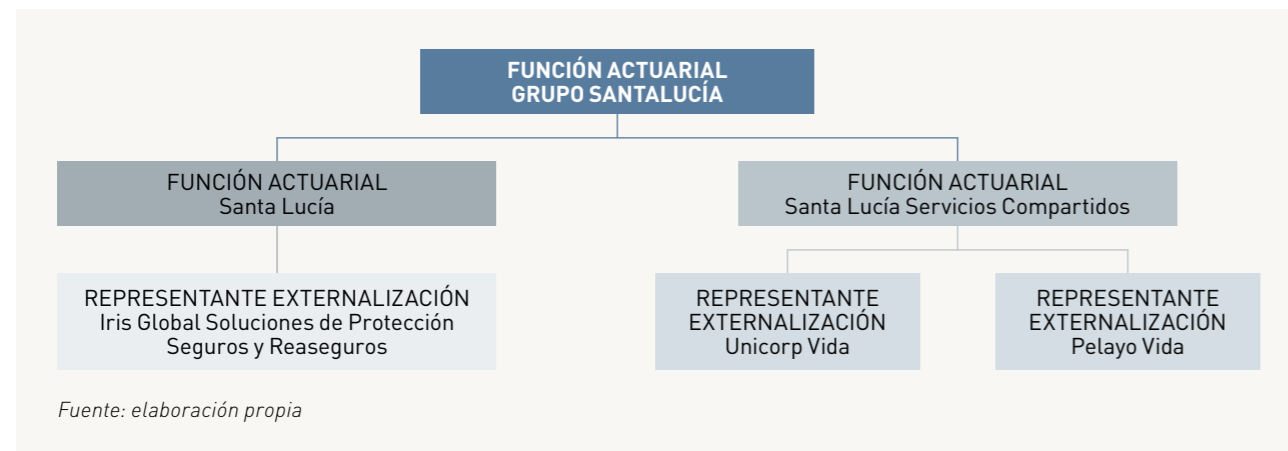 FUNCIÓN ACTUARIAL
GRUPO SANTALUCÍA
FUNCIÓN ACTUARIAL
Santa Lucía
FUNCIÓN ACTUARIAL
Santa Lucía Servicios Compartidos
REPRESENTANTE EXTERNALIZACIÓN
Iris Global Soluciones de Protección
Seguros y Reaseguros
REPRESENTANTE
EXTERNALIZACIÓN
Unicorp Vida
REPRESENTANTE
EXTERNALIZACIÓN
Pelayo Vida
Fuente: elaboración propia